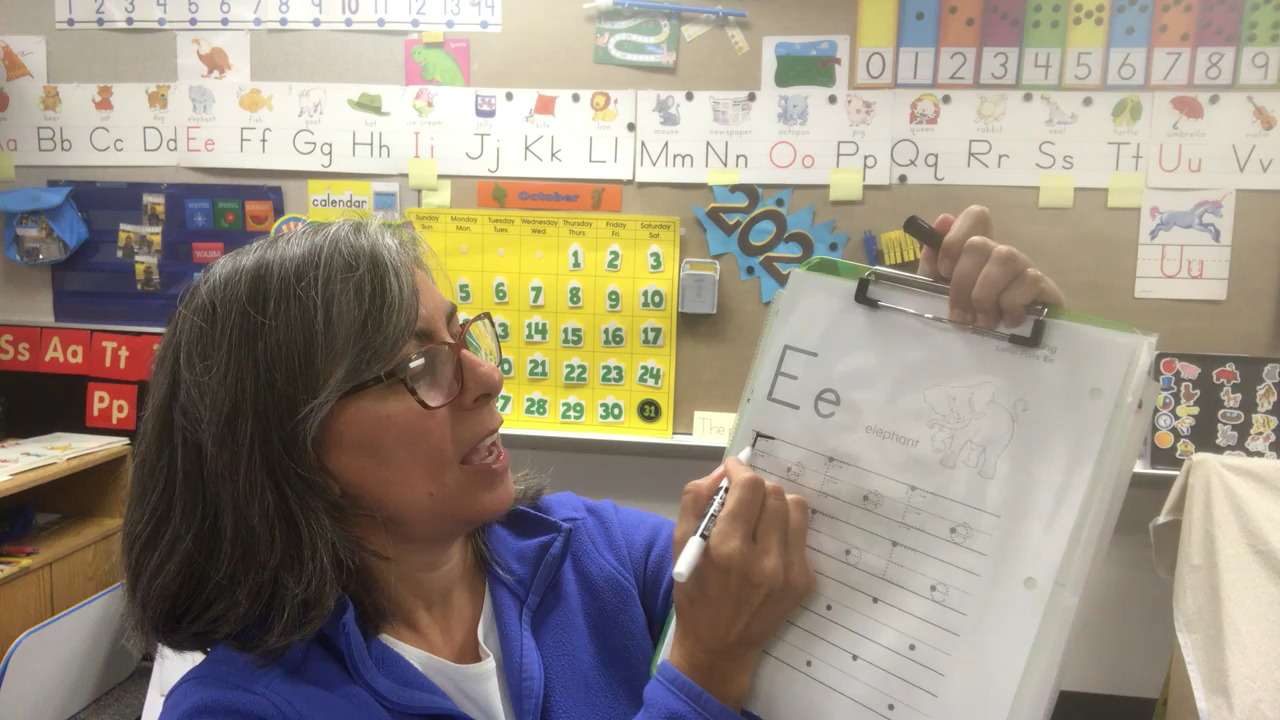 1 2 3 4 5 6 7 8 9 10 11 12 13 14
0 1 2 3 4 5 6 7 8 9
bear cat dog elephant fish goat hat ice cream jelly kite lion mouse newspaper octopus pig queen rabbit seal turtle umbrella violin
Bb Cc Dd Ee Ff Gg Hh Ii Jj Kk Ll Mm Nn Oo Pp Qq Rr Ss Tt Uu Vv
calendar
October
Sunday Monday Tuesday Wednesday Thursday Friday Saturday
Sun. Mon. Tues. Wed. Thurs. Fri. Sat.
1 2 3
5 6 7 8 9 10
14 15 16 17
21 22 23 24
28 29 30 31
202
Uu
WARM
Ss Aa Tt
Pp
The
Ee
elephant